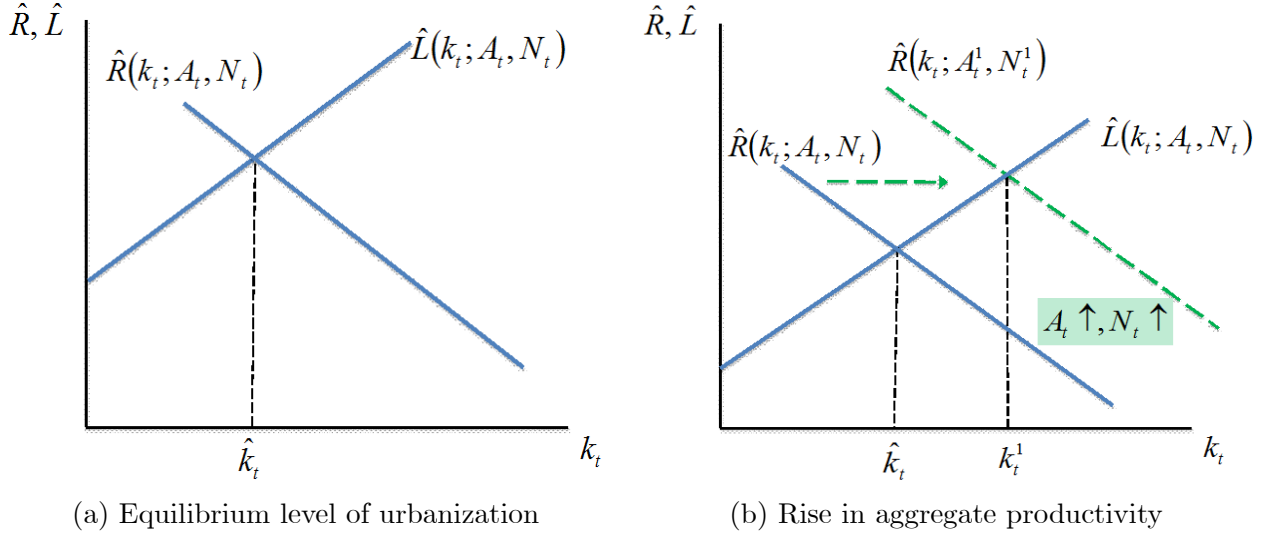 R̂, L̂
R̂(k_t; A_t, N_t)
L̂(k_t; A_t, N_t)
k̂_t
k_t
(a) Equilibrium level of urbanization
R̂, L̂
R̂(k_t; A_t^1, N_t^1)
R̂(k_t; A_t, N_t)
L̂(k_t; A_t, N_t)
A_t ↑, N_t ↑
k̂_t
k_t^1
k_t
(b) Rise in aggregate productivity